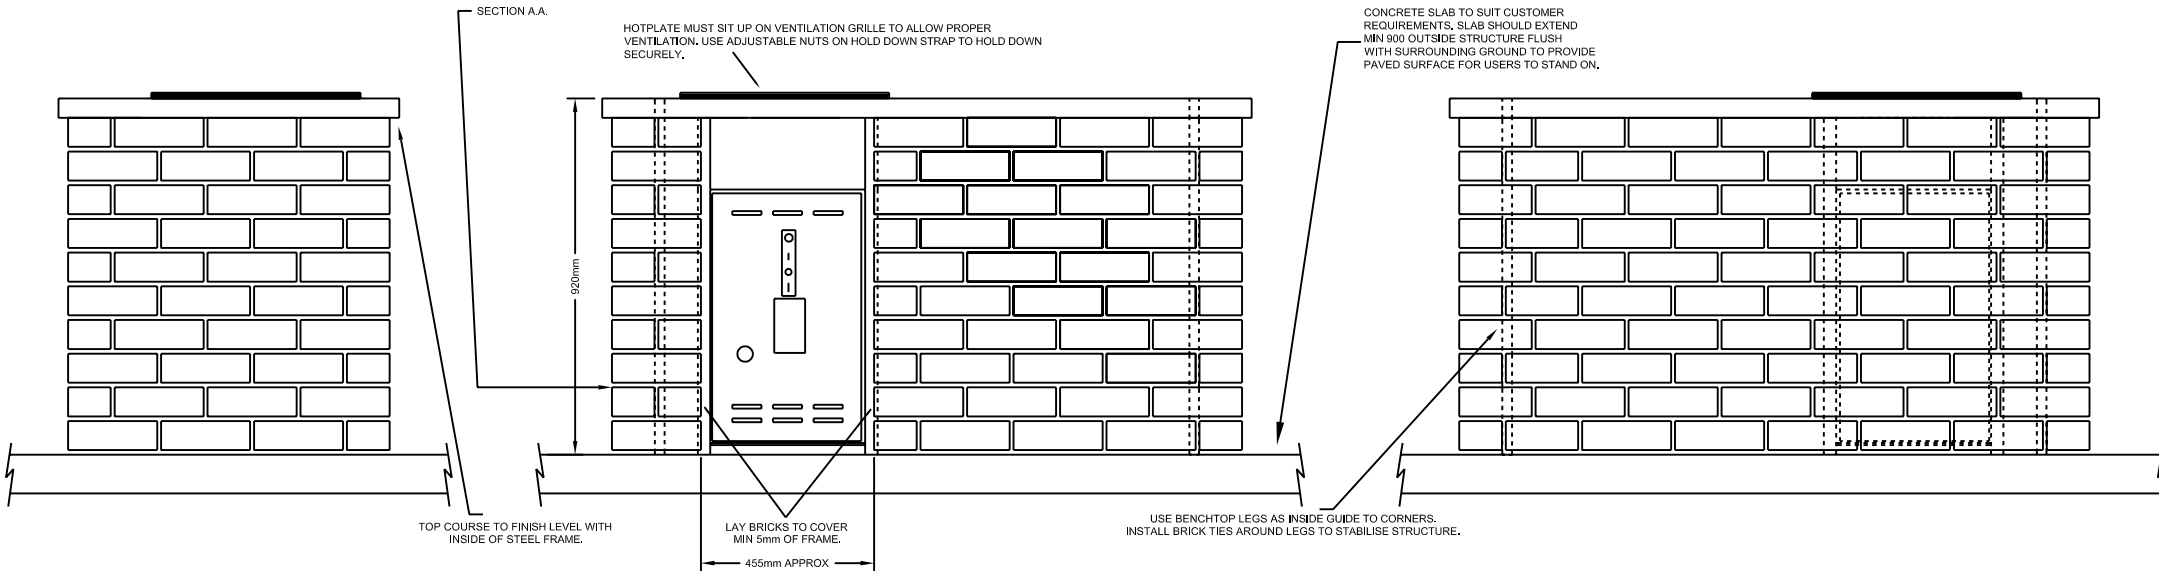 SECTION A.A.
HOTPLATE MUST SIT UP ON VENTILATION GRILLE TO ALLOW PROPER
VENTILATION. USE ADJUSTABLE NUTS ON HOLD DOWN STRAP TO HOLD DOWN
SECURELY.
CONCRETE SLAB TO SUIT CUSTOMER
REQUIREMENTS, SLAB SHOULD EXTEND
MIN 900 OUTSIDE STRUCTURE FLUSH
WITH SURROUNDING GROUND TO PROVIDE
PAVED SURFACE FOR USERS TO STAND ON.
920mm
TOP COURSE TO FINISH LEVEL WITH
INSIDE OF STEEL FRAME.
LAY BRICKS TO COVER
MIN 5mm OF FRAME.
455mm APPROX
USE BENCHTOP LEGS AS INSIDE GUIDE TO CORNERS.
INSTALL BRICK TIES AROUND LEGS TO STABILISE STRUCTURE.